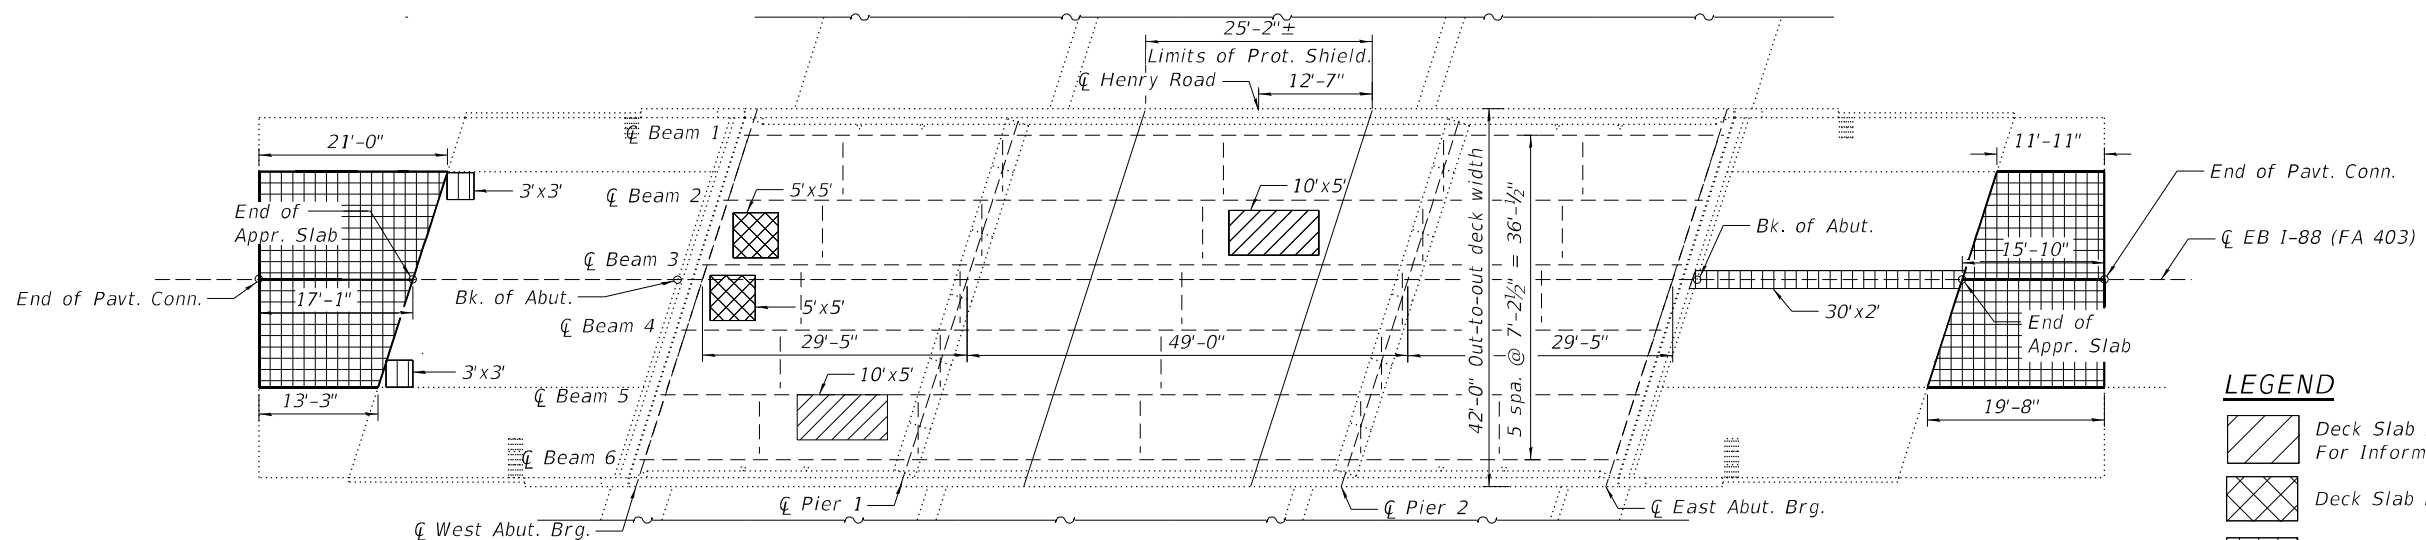 25'-2"±
Limits of Prot. Shield.
℄ Henry Road
12'-7"
℄ Beam 1
21'-0"
11'-11"
3'x3'
5'x5'
10'x5'
End of Pavt. Conn.
℄ Beam 2
End of
Appr. Slab
Bk. of Abut.
℄ EB I-88 (FA 403)
15'-10"
℄ Beam 3
End of Pavt. Conn.
17'-1"
Bk. of Abut.
5'x5'
30'x2'
℄ Beam 4
End of
Appr. Slab
29'-5"
49'-0"
29'-5"
42'-0" Out-to-out deck width
5 spa. @ 7'-2½" = 36'-½"
3'x3'
10'x5'
LEGEND
℄ Beam 5
13'-3"
19'-8"
Deck Slab
For Inform
℄ Beam 6
Deck Slab
℄ Pier 1
℄ Pier 2
℄ East Abut. Brg.
℄ West Abut. Brg.